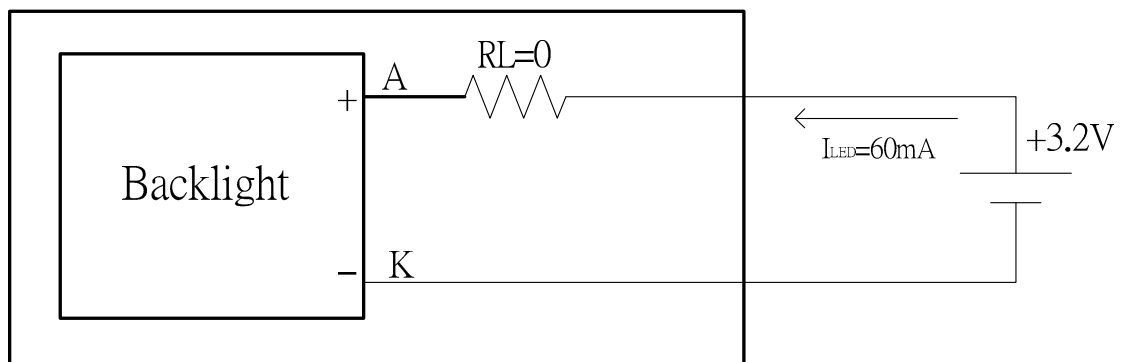 RL=0
A
+
+3.2V
ILED=60mA
Backlight
− K